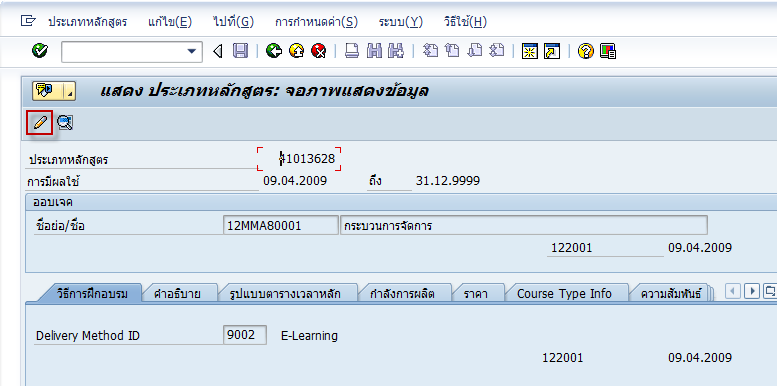 ประเภทหลักสูตร แก้ไข(E) ไปที่(G) การกำหนดค่า(S) ระบบ(Y) วิธีใช้(H)
แสดง ประเภทหลักสูตร: จอภาพแสดงข้อมูล
ประเภทหลักสูตร 31013628
การมีผลใช้ 09.04.2009 ถึง 31.12.9999
ออบเจค
ชื่อย่อ/ชื่อ 12MMA80001 กระบวนการจัดการ
122001 09.04.2009
วิธีการฝึกอบรม คำอธิบาย รูปแบบตารางเวลาหลัก กำลังการผลิต ราคา Course Type Info ความสัมพันธ์
Delivery Method ID 9002 E-Learning
122001 09.04.2009